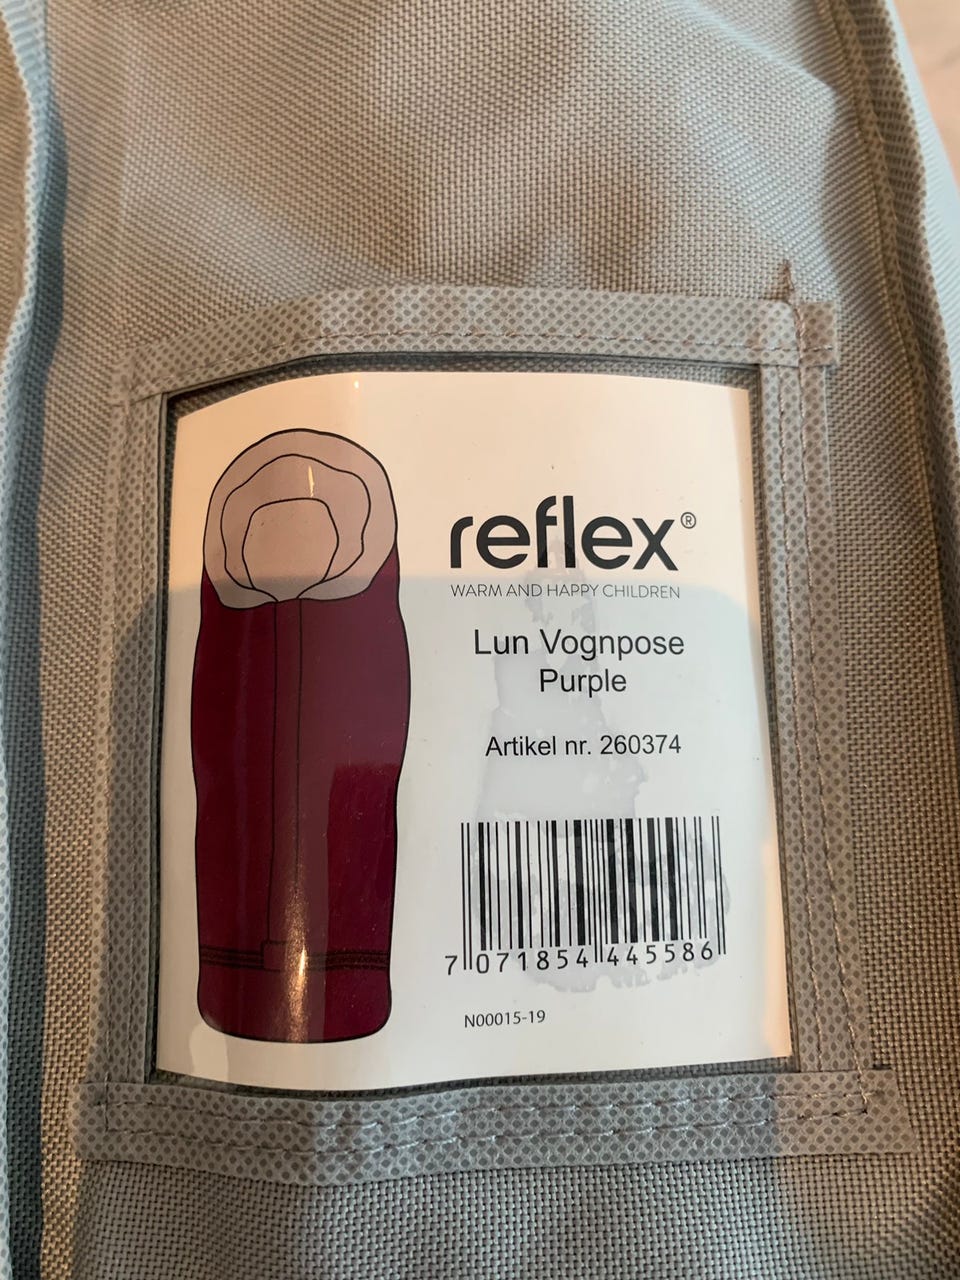 reflex®
WARM AND HAPPY CHILDREN
Lun Vognpose
Purple
Artikel nr. 260374
7 071854 445586
N00015-19